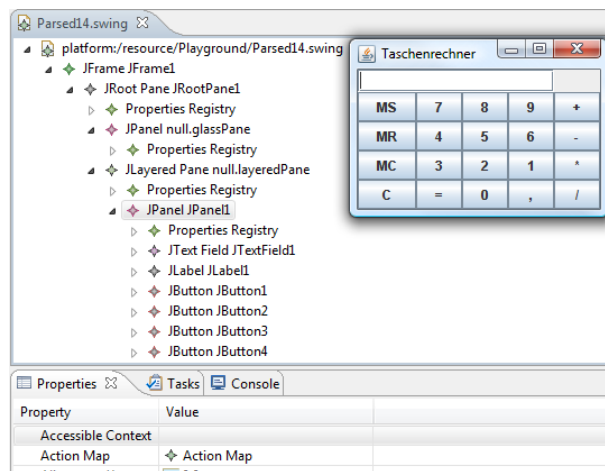 Parsed14.swing
platform:/resource/Playground/Parsed14.swing
JFrame JFrame1
JRoot Pane JRootPane1
Properties Registry
JPanel null.glassPane
Properties Registry
JLayered Pane null.layeredPane
Properties Registry
JPanel JPanel1
Properties Registry
JText Field JTextField1
JLabel JLabel1
JButton JButton1
JButton JButton2
JButton JButton3
JButton JButton4
Taschenrechner
MS 7 8 9 +
MR 4 5 6 -
MC 3 2 1 *
C = 0 , /
Properties Tasks Console
Property Value
Accessible Context
Action Map Action Map